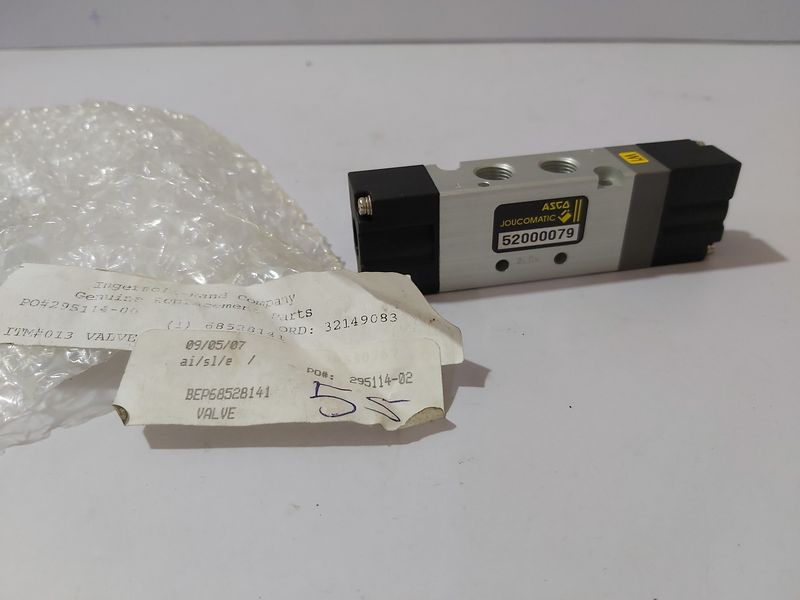 ASCO
JOUCOMATIC
52000079
Ingersoll-Rand Company
Genuine Replacement Parts
PO#295114-00 (1) 68528141 ORD: 32149083
ITM#013 VALVE
09/05/07
ai/sl/e /
PO#: 295114-02
BEP68528141
VALVE
55